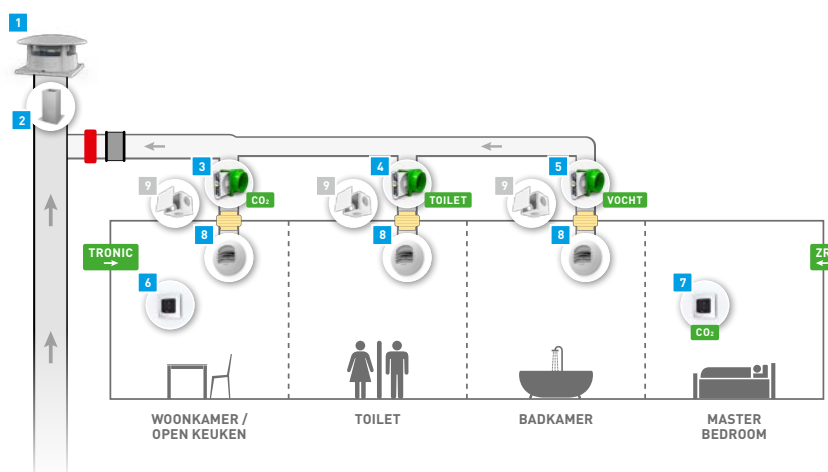 1
2
3
4
5
9
9
9
CO₂
TOILET
VOCHT
8
8
8
TRONIC
6
7
CO₂
WOONKAMER /
OPEN KEUKEN
TOILET
BADKAMER
MASTER
BEDROOM